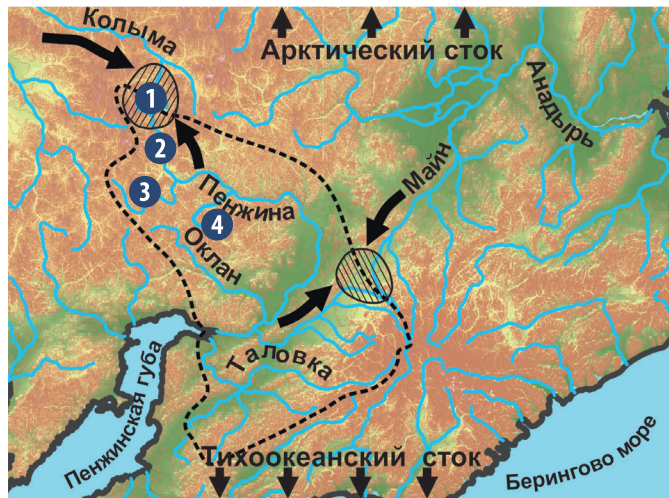 Колыма
Арктический сток
Анадырь
1
2
3
4
Пенжина
Майн
Оклан
Таловка
Пенжинская губа
Тихоокеанский сток
Берингово море